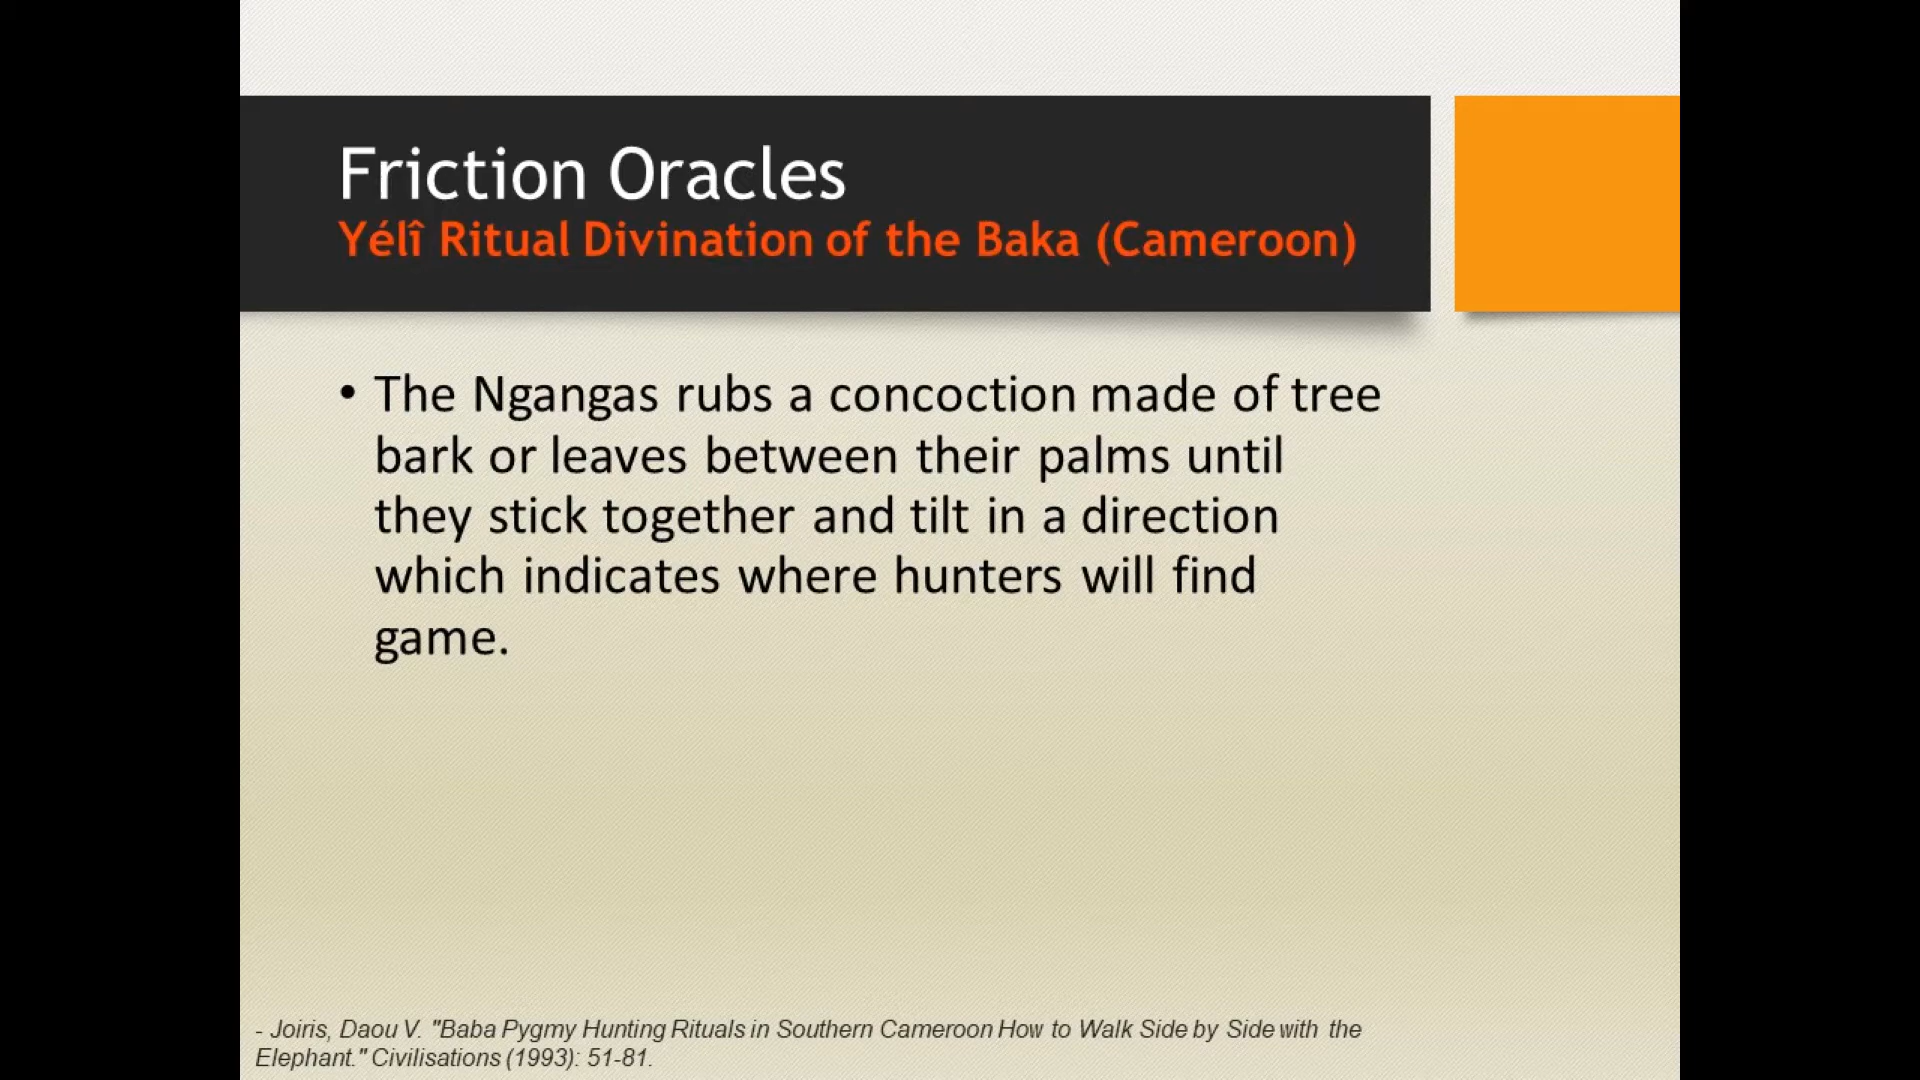 Friction Oracles
Yélî Ritual Divination of the Baka (Cameroon)
• The Ngangas rubs a concoction made of tree
bark or leaves between their palms until
they stick together and tilt in a direction
which indicates where hunters will find
game.
- Joiris, Daou V. "Baba Pygmy Hunting Rituals in Southern Cameroon How to Walk Side by Side with the
Elephant." Civilisations (1993): 51-81.